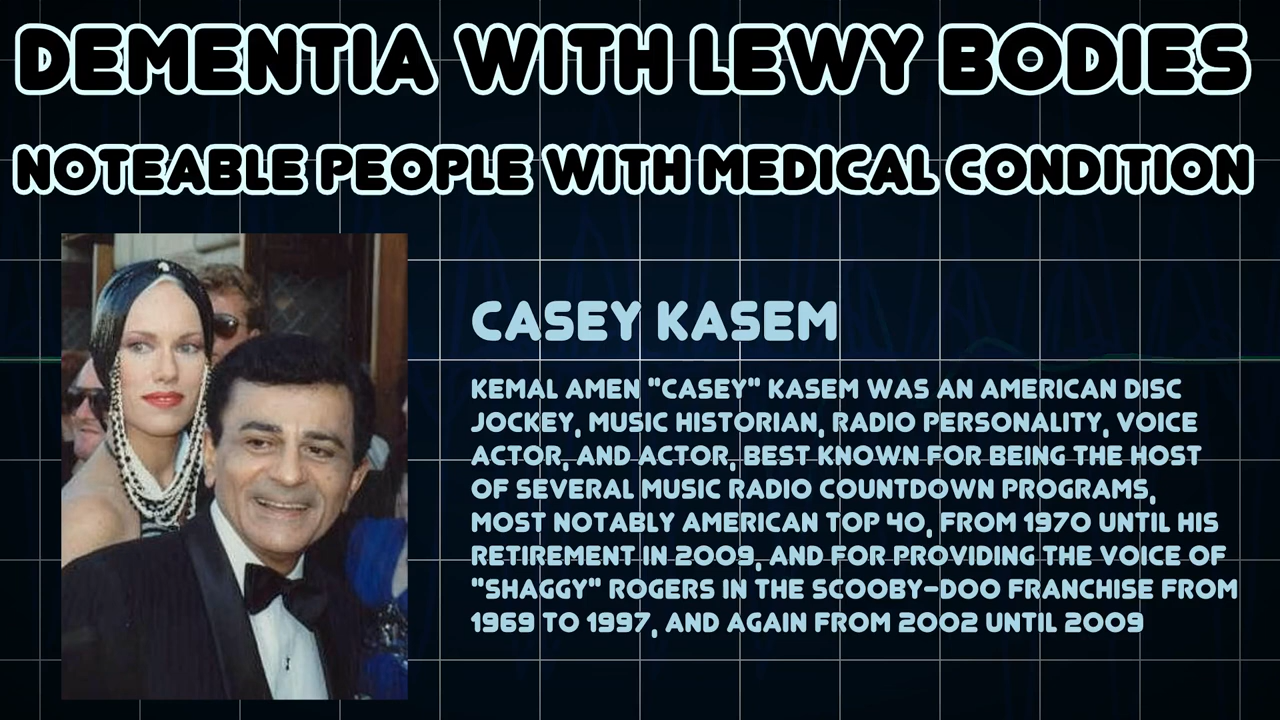 DEMENTIA WITH LEWY BODIES
NOTEABLE PEOPLE WITH MEDICAL CONDITION
CASEY KASEM
KEMAL AMEN "CASEY" KASEM WAS AN AMERICAN DISC
JOCKEY, MUSIC HISTORIAN, RADIO PERSONALITY, VOICE
ACTOR, AND ACTOR, BEST KNOWN FOR BEING THE HOST
OF SEVERAL MUSIC RADIO COUNTDOWN PROGRAMS,
MOST NOTABLY AMERICAN TOP 40, FROM 1970 UNTIL HIS
RETIREMENT IN 2009, AND FOR PROVIDING THE VOICE OF
"SHAGGY" ROGERS IN THE SCOOBY-DOO FRANCHISE FROM
1969 TO 1997, AND AGAIN FROM 2002 UNTIL 2009